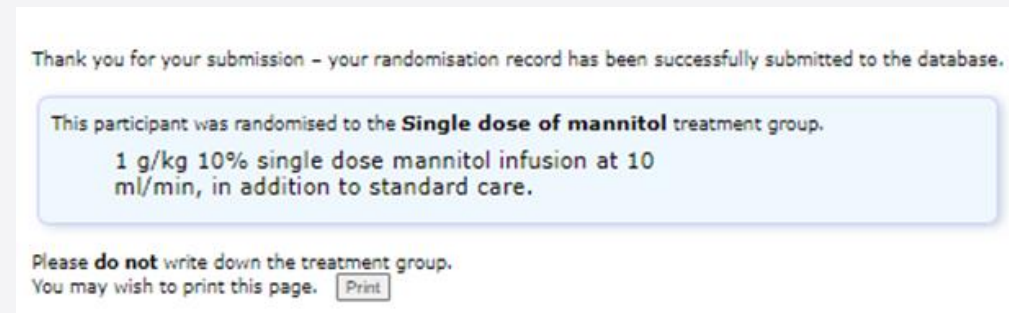 Thank you for your submission – your randomisation record has been successfully submitted to the database.
This participant was randomised to the Single dose of mannitol treatment group.
1 g/kg 10% single dose mannitol infusion at 10
ml/min, in addition to standard care.
Please do not write down the treatment group.
You may wish to print this page. Print